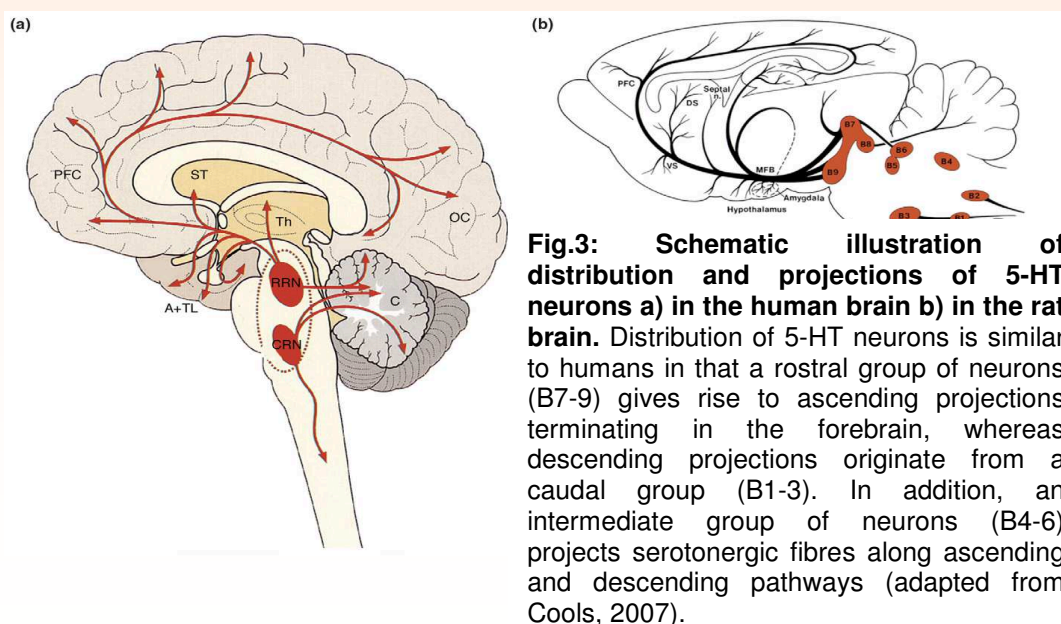 (a)
PFC
ST
Th
OC
RRN
A+TL
C
CRN
(b)
PFC
Septal
n.
DS
VS
MFB
Amygdala
Hypothalamus
B7
B8
B9
B6
B5
B4
B2
B3
B1
Fig.3: Schematic illustration of
distribution and projections of 5-HT
neurons a) in the human brain b) in the rat
brain. Distribution of 5-HT neurons is similar
to humans in that a rostral group of neurons
(B7-9) gives rise to ascending projections
terminating in the forebrain, whereas
descending projections originate from a
caudal group (B1-3). In addition, an
intermediate group of neurons (B4-6)
projects serotonergic fibres along ascending
and descending pathways (adapted from
Cools, 2007).